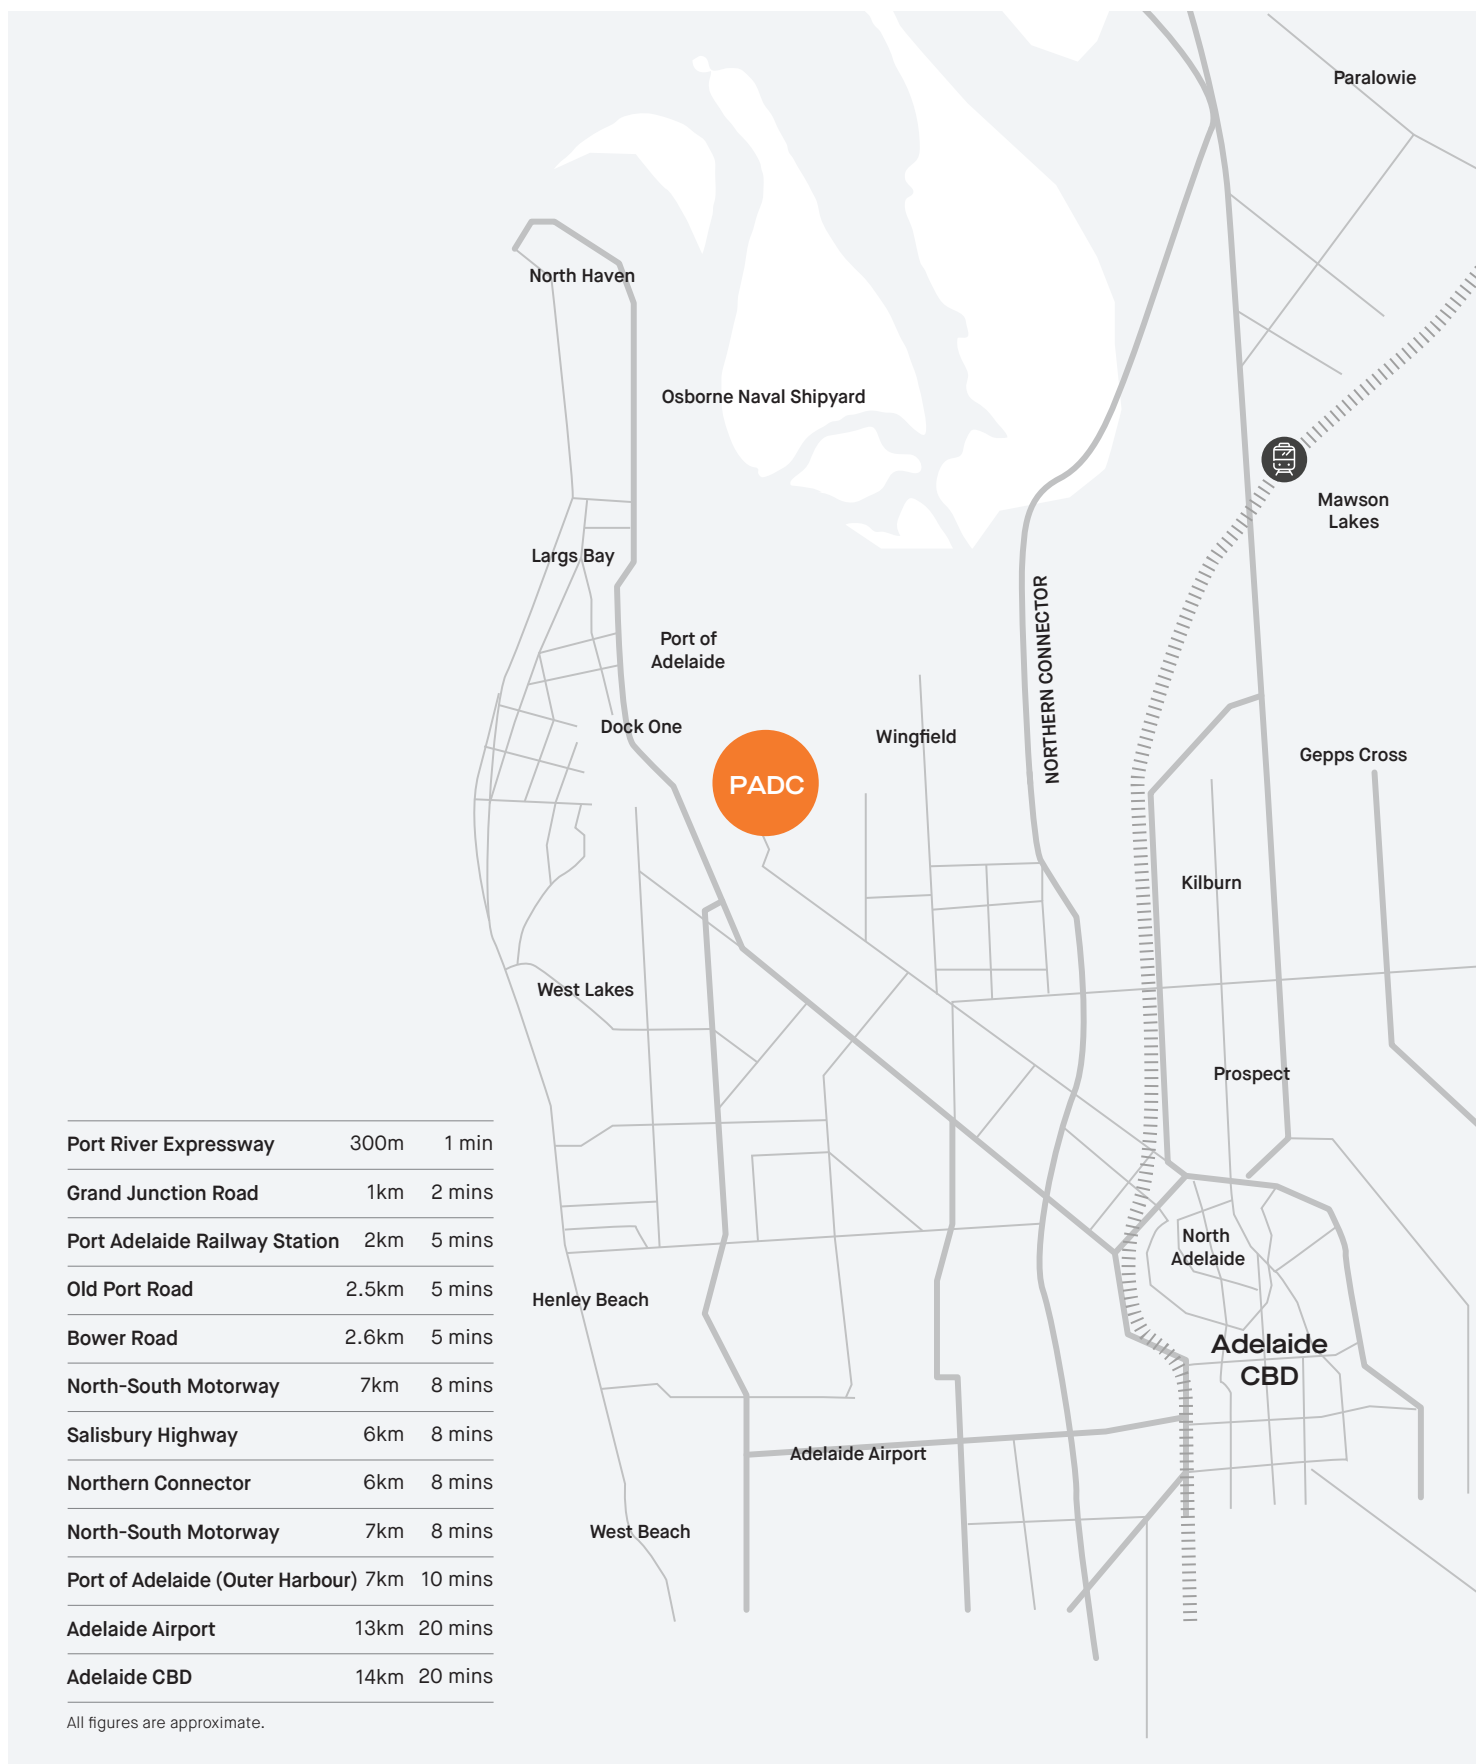 Paralowie
North Haven
Osborne Naval Shipyard
Mawson
Lakes
Largs Bay
NORTHERN CONNECTOR
Port of
Adelaide
Dock One
Wingfield
Gepps Cross
PADC
Kilburn
West Lakes
Prospect
North
Adelaide
Henley Beach
Adelaide
CBD
Adelaide Airport
West Beach
Port River Expressway 300m 1 min
Grand Junction Road 1km 2 mins
Port Adelaide Railway Station 2km 5 mins
Old Port Road 2.5km 5 mins
Bower Road 2.6km 5 mins
North-South Motorway 7km 8 mins
Salisbury Highway 6km 8 mins
Northern Connector 6km 8 mins
North-South Motorway 7km 8 mins
Port of Adelaide (Outer Harbour) 7km 10 mins
Adelaide Airport 13km 20 mins
Adelaide CBD 14km 20 mins
All figures are approximate.